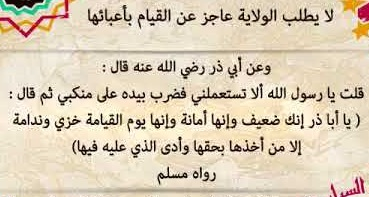 لا يطلب الولاية عاجز عن القيام بأعبائها
وعن أبي ذر رضي الله عنه قال :
قلت يا رسول الله ألا تستعملني فضرب بيده على منكبي ثم قال :
( يا أبا ذر إنك ضعيف وإنها أمانة وإنها يوم القيامة خزي وندامة
إلا من أخذها بحقها وأدى الذي عليه فيها)
رواه مسلم